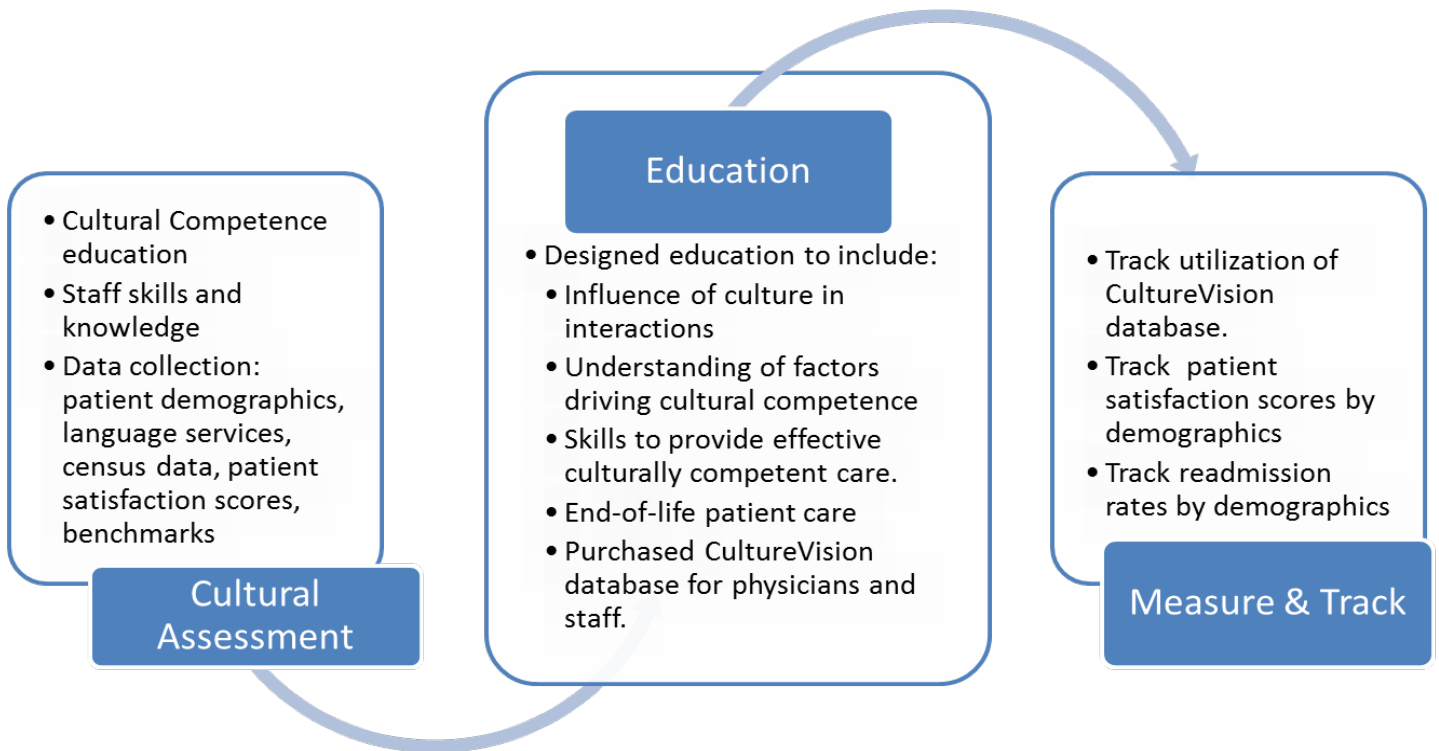 • Cultural Competence
education
• Staff skills and
knowledge
• Data collection:
patient demographics,
language services,
census data, patient
satisfaction scores,
benchmarks
Cultural
Assessment
Education
• Designed education to include:
• Influence of culture in
interactions
• Understanding of factors
driving cultural competence
• Skills to provide effective
culturally competent care.
• End-of-life patient care
• Purchased CultureVision
database for physicians and
staff.
• Track utilization of
CultureVision
database.
• Track  patient
satisfaction scores by
demographics
• Track readmission
rates by demographics
Measure & Track